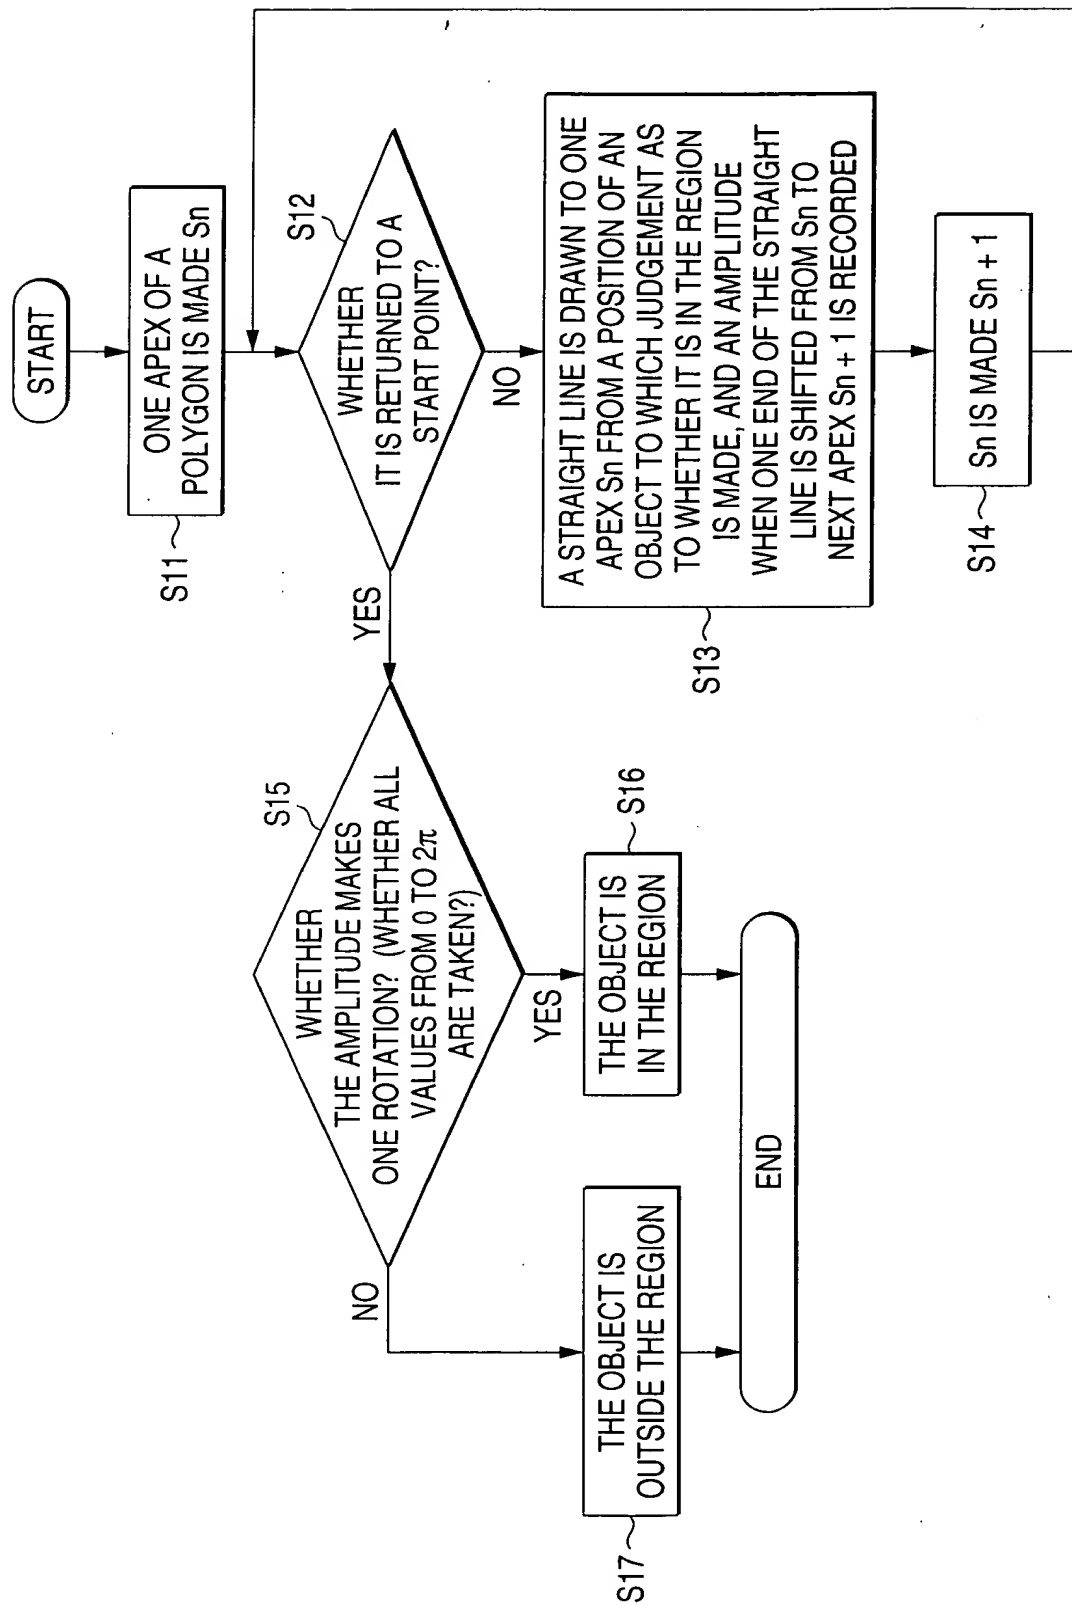 START
ONE APEX OF A
POLYGON IS MADE Sn
S11
WHETHER
IT IS RETURNED TO A
START POINT?
S12
NO
YES
A STRAIGHT LINE IS DRAWN TO ONE
APEX Sn FROM A POSITION OF AN
OBJECT TO WHICH JUDGEMENT AS
TO WHETHER IT IS IN THE REGION
IS MADE, AND AN AMPLITUDE
WHEN ONE END OF THE STRAIGHT
LINE IS SHIFTED FROM Sn TO
NEXT APEX Sn + 1 IS RECORDED
S13
Sn IS MADE Sn + 1
S14
WHETHER
THE AMPLITUDE MAKES
ONE ROTATION? (WHETHER ALL
VALUES FROM 0 TO 2π
ARE TAKEN?)
S15
YES
NO
THE OBJECT IS
IN THE REGION
S16
THE OBJECT IS
OUTSIDE THE REGION
S17
END